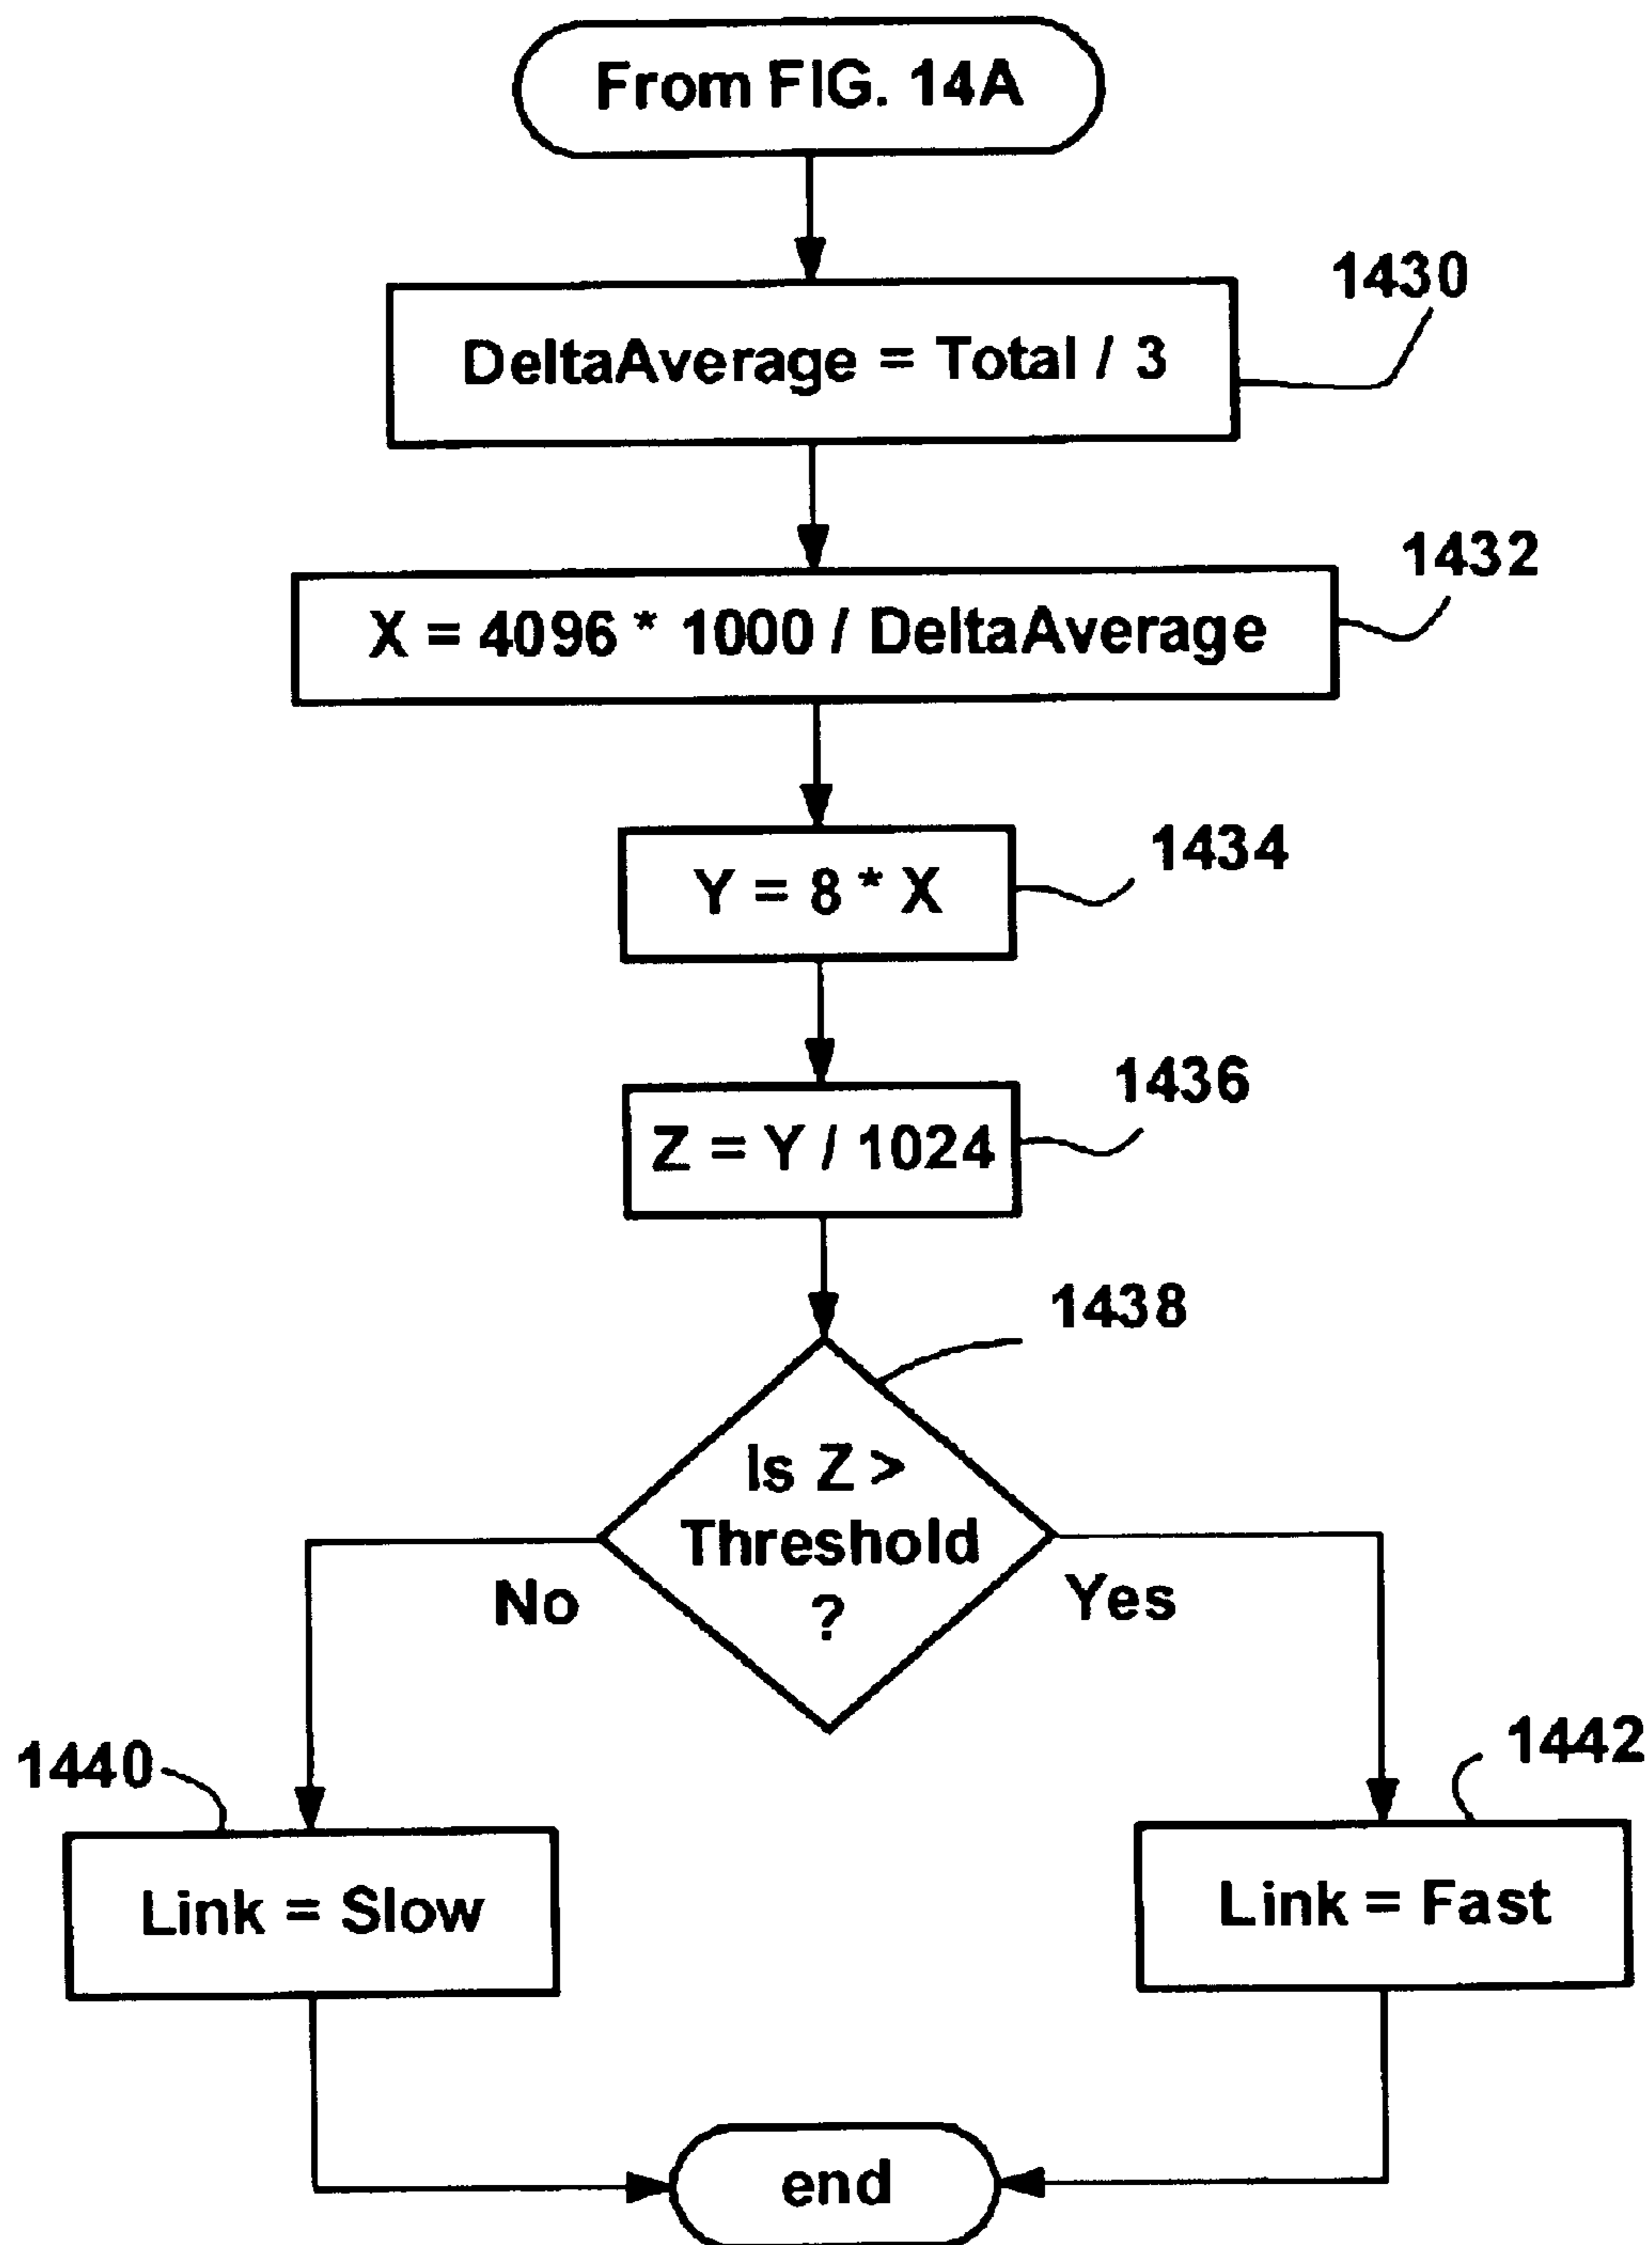 From FIG. 14A
1430
DeltaAverage = Total / 3
1432
X = 4096 * 1000 / DeltaAverage
1434
Y = 8 * X
1436
Z = Y / 1024
1438
Is Z >
Threshold
?
No
Yes
1440
1442
Link = Slow
Link = Fast
end